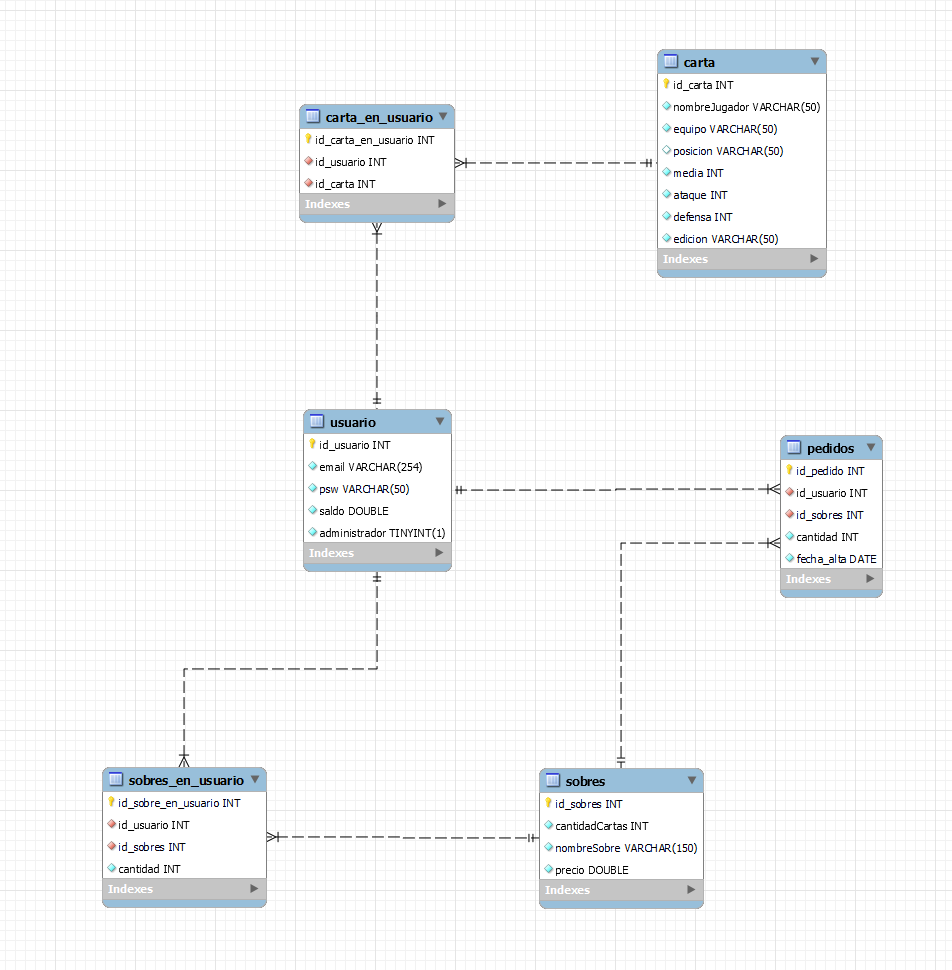 carta
id_carta INT
nombreJugador VARCHAR(50)
equipo VARCHAR(50)
posicion VARCHAR(50)
media INT
ataque INT
defensa INT
edicion VARCHAR(50)
Indexes
carta_en_usuario
id_carta_en_usuario INT
id_usuario INT
id_carta INT
Indexes
usuario
id_usuario INT
email VARCHAR(254)
psw VARCHAR(50)
saldo DOUBLE
administrador TINYINT(1)
Indexes
pedidos
id_pedido INT
id_usuario INT
id_sobres INT
cantidad INT
fecha_alta DATE
Indexes
sobres_en_usuario
id_sobre_en_usuario INT
id_usuario INT
id_sobres INT
cantidad INT
Indexes
sobres
id_sobres INT
cantidadCartas INT
nombreSobre VARCHAR(150)
precio DOUBLE
Indexes